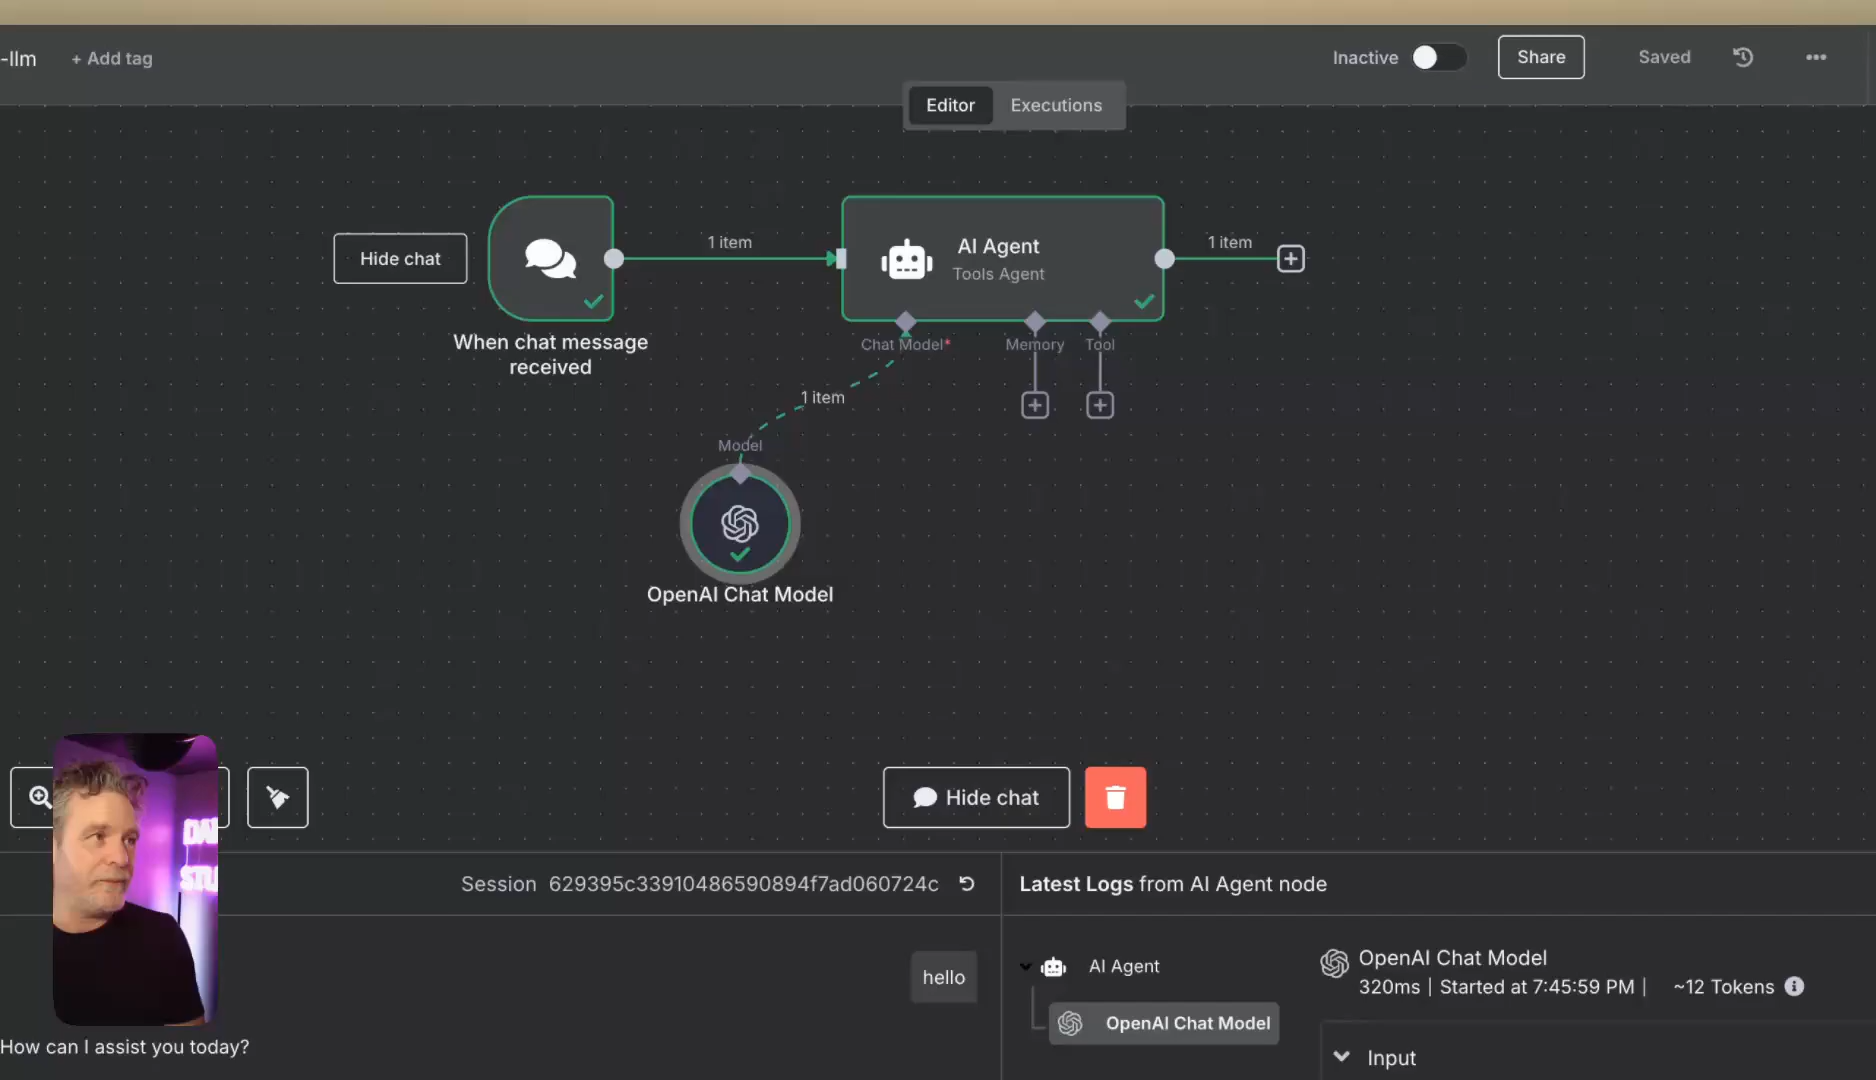 -llm
+ Add tag
Inactive
Share
Saved
Editor
Executions
Hide chat
1 item
AI Agent
Tools Agent
1 item
When chat message
received
Chat Model*
Memory
Tool
1 item
Model
OpenAI Chat Model
Hide chat
Session 629395c33910486590894f7ad060724c
Latest Logs from AI Agent node
hello
AI Agent
OpenAI Chat Model
320ms | Started at 7:45:59 PM |
~12 Tokens
OpenAI Chat Model
How can I assist you today?
Input